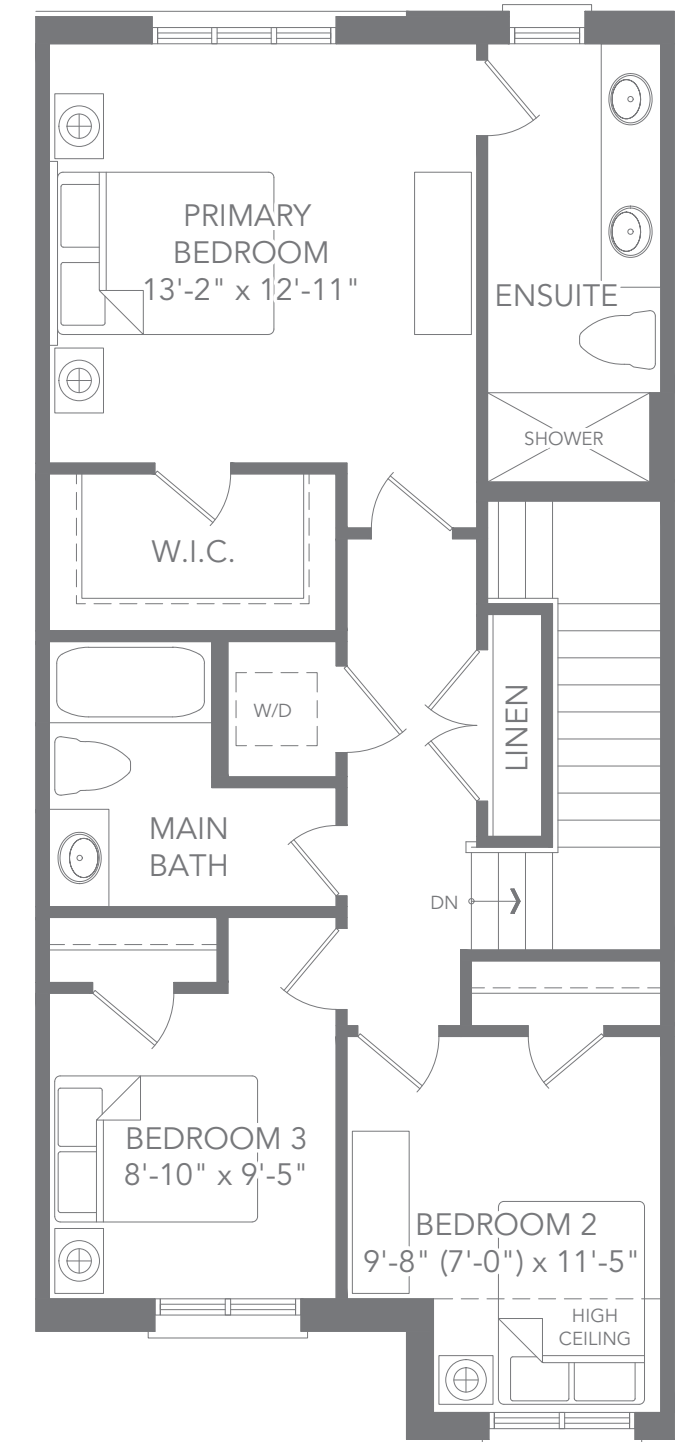 PRIMARY
BEDROOM
13'-2" x 12'-11"
ENSUITE
SHOWER
W.I.C.
W/D
LINEN
MAIN
BATH
DN
BEDROOM 3
8'-10" x 9'-5"
BEDROOM 2
9'-8" (7'-0") x 11'-5"
HIGH
CEILING